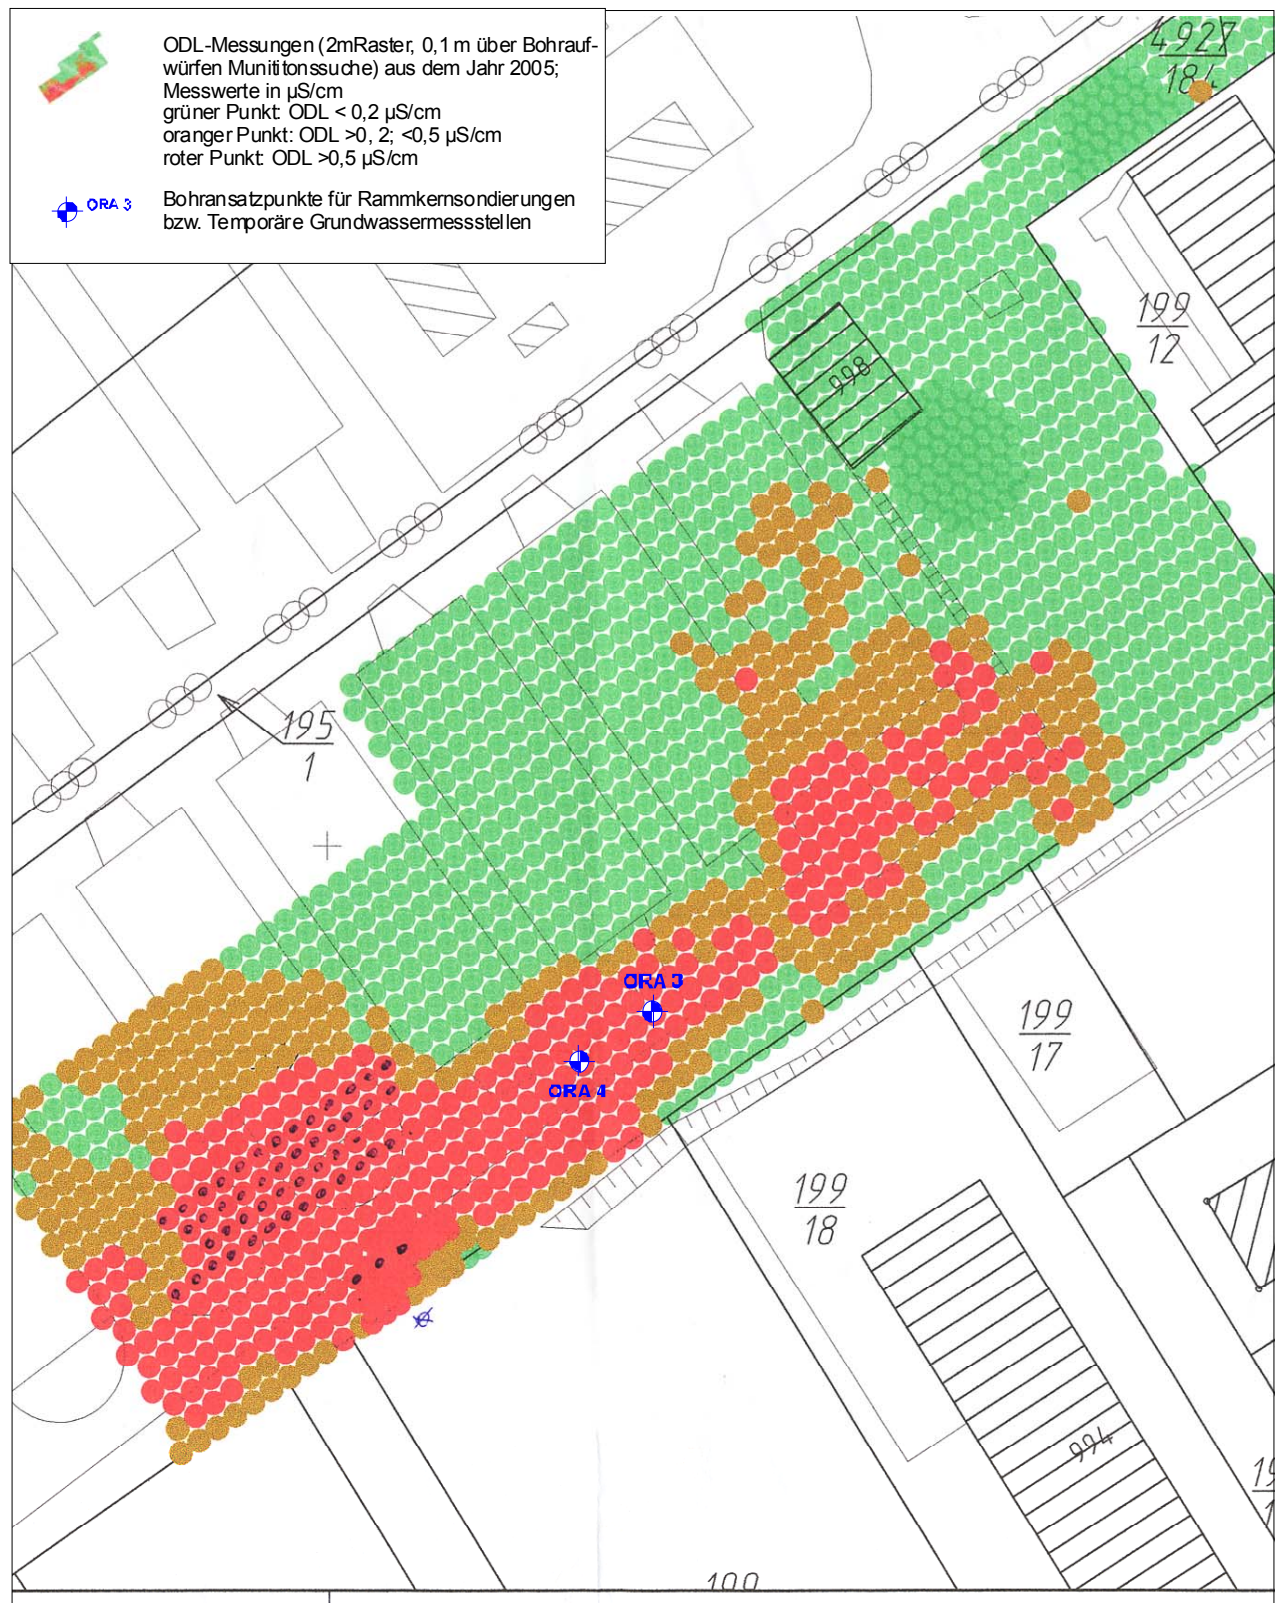 ODL-Messungen (2mRaster, 0,1 m über Bohrauf-
würfen Munititonssuche) aus dem Jahr 2005;
Messwerte in µS/cm
grüner Punkt: ODL < 0,2 µS/cm
oranger Punkt: ODL >0, 2; <0,5 µS/cm
roter Punkt: ODL >0,5 µS/cm
ORA 3
Bohransatzpunkte für Rammkernsondierungen
bzw. Temporäre Grundwassermessstellen
4927
184
199
12
998
195
1
ORA 3
ORA 4
199
17
199
18
994